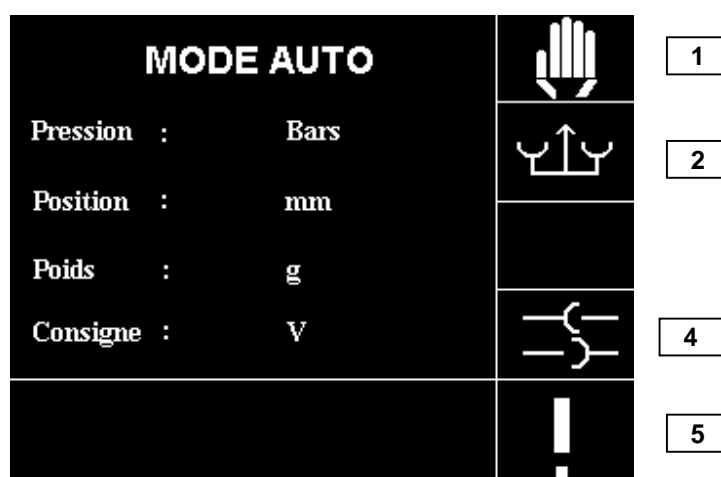 MODE AUTO
1
Pression : Bars
2
Position : mm
Poids : g
Consigne : V
4
5